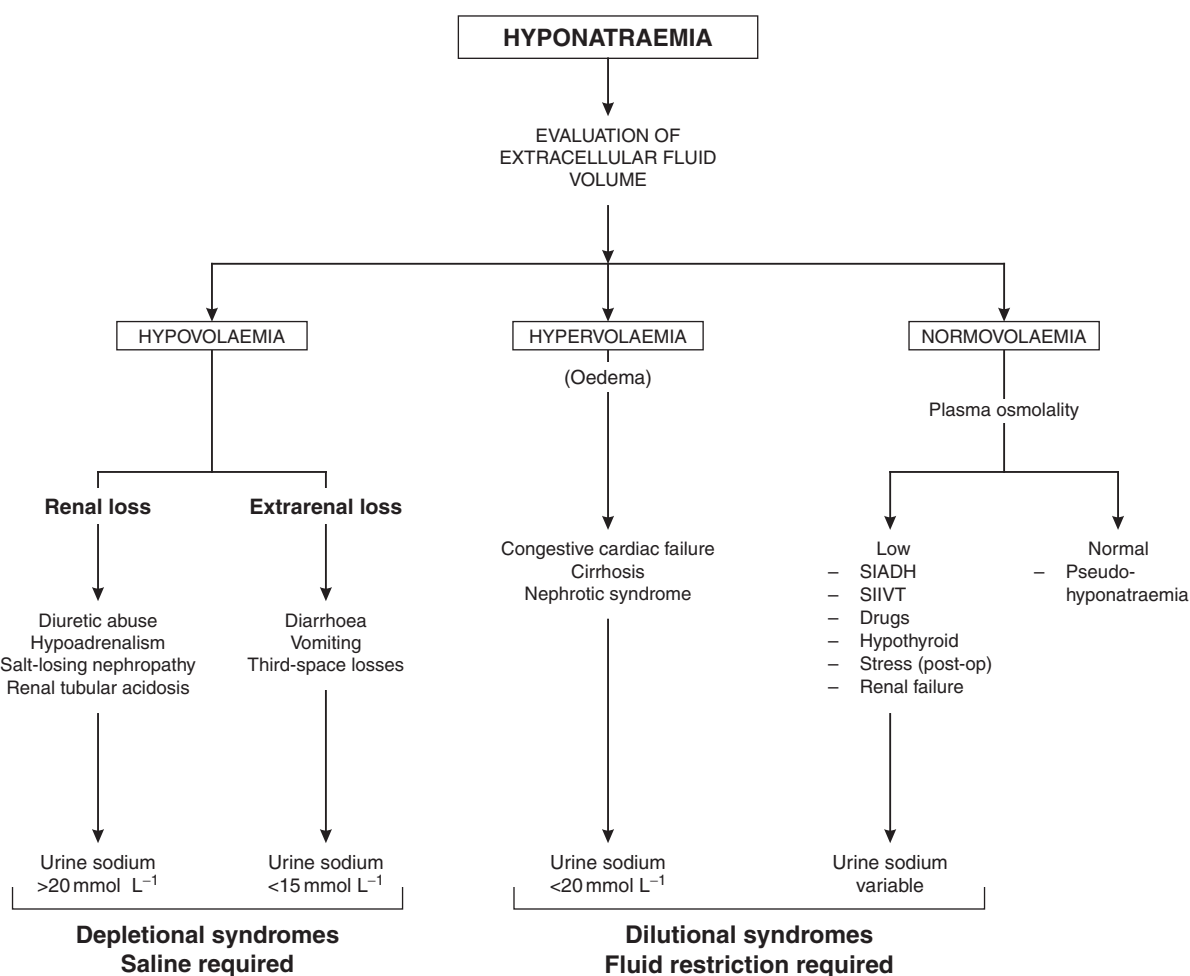 HYPONATRAEMIA
EVALUATION OF
EXTRACELLULAR FLUID
VOLUME
HYPOVOLAEMIA
HYPERVOLAEMIA
NORMOVOLAEMIA
(Oedema)
Plasma osmolality
Renal loss
Extrarenal loss
Diuretic abuse
Hypoadrenalism
Salt-losing nephropathy
Renal tubular acidosis
Diarrhoea
Vomiting
Third-space losses
Congestive cardiac failure
Cirrhosis
Nephrotic syndrome
Low
– SIADH
– SIIVT
– Drugs
– Hypothyroid
– Stress (post-op)
– Renal failure
Normal
– Pseudo-
hyponatraemia
Urine sodium
>20 mmol L⁻¹
Urine sodium
<15 mmol L⁻¹
Urine sodium
<20 mmol L⁻¹
Urine sodium
variable
Depletional syndromes
Saline required
Dilutional syndromes
Fluid restriction required